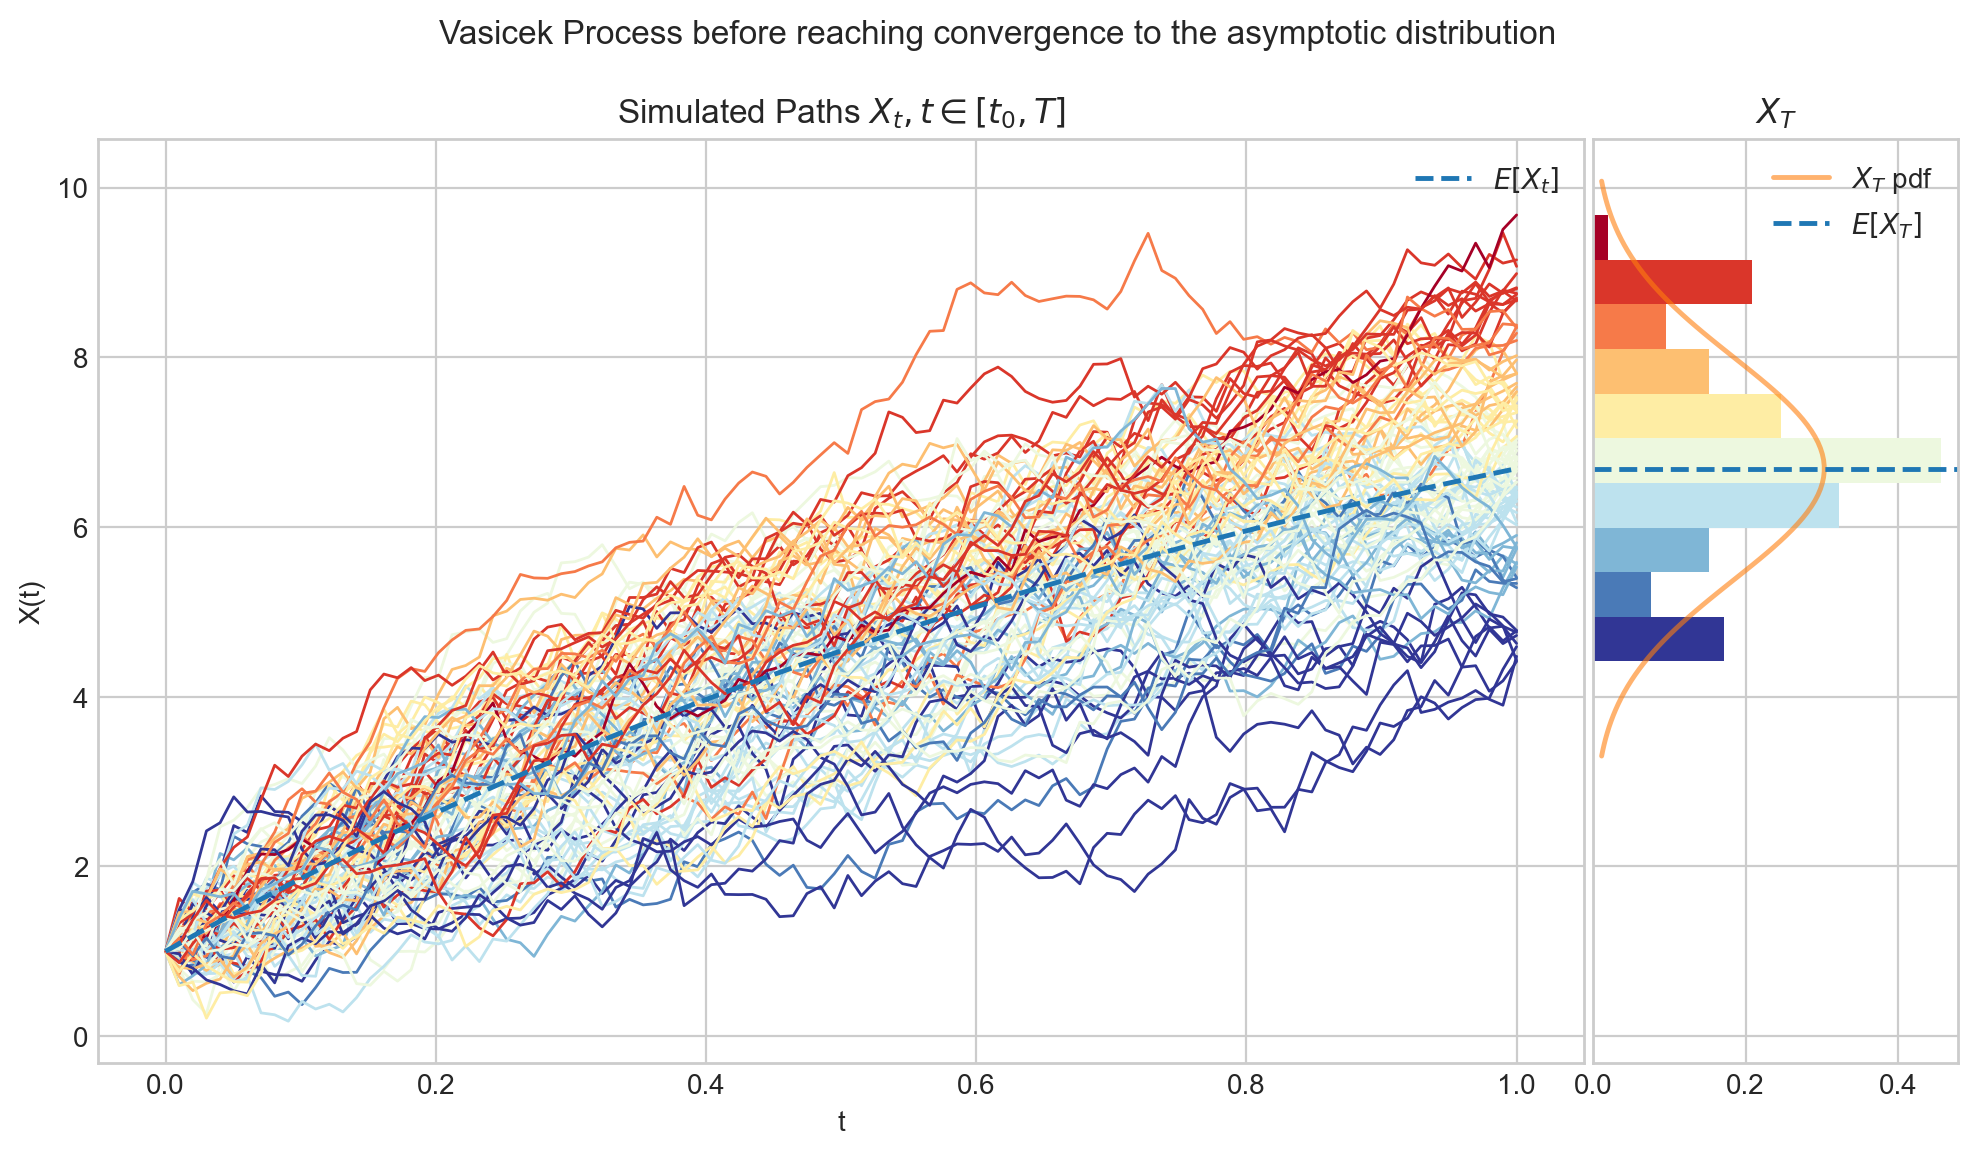 Vasicek Process before reaching convergence to the asymptotic distribution
Simulated Paths $X_t, t \in [t_0, T]$
$X_T$
$E[X_t]$
$X_T$ pdf
$E[X_T]$
10
8
6
4
2
0
X(t)
0.0 0.2 0.4 0.6 0.8 1.0
0.0 0.2 0.4
t